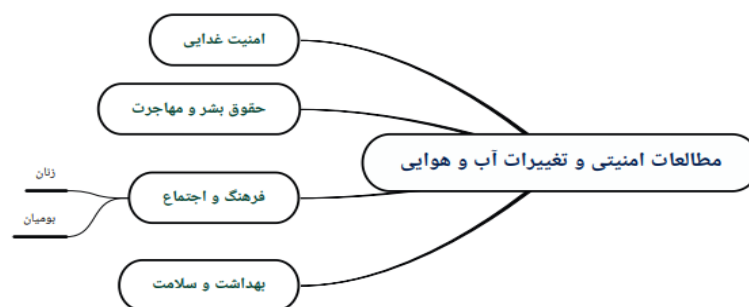 مطالعات امنیتی و تغییرات آب و هوایی
امنیت غذایی
حقوق بشر و مهاجرت
فرهنگ و اجتماع
زنان
بومیان
بهداشت و سلامت